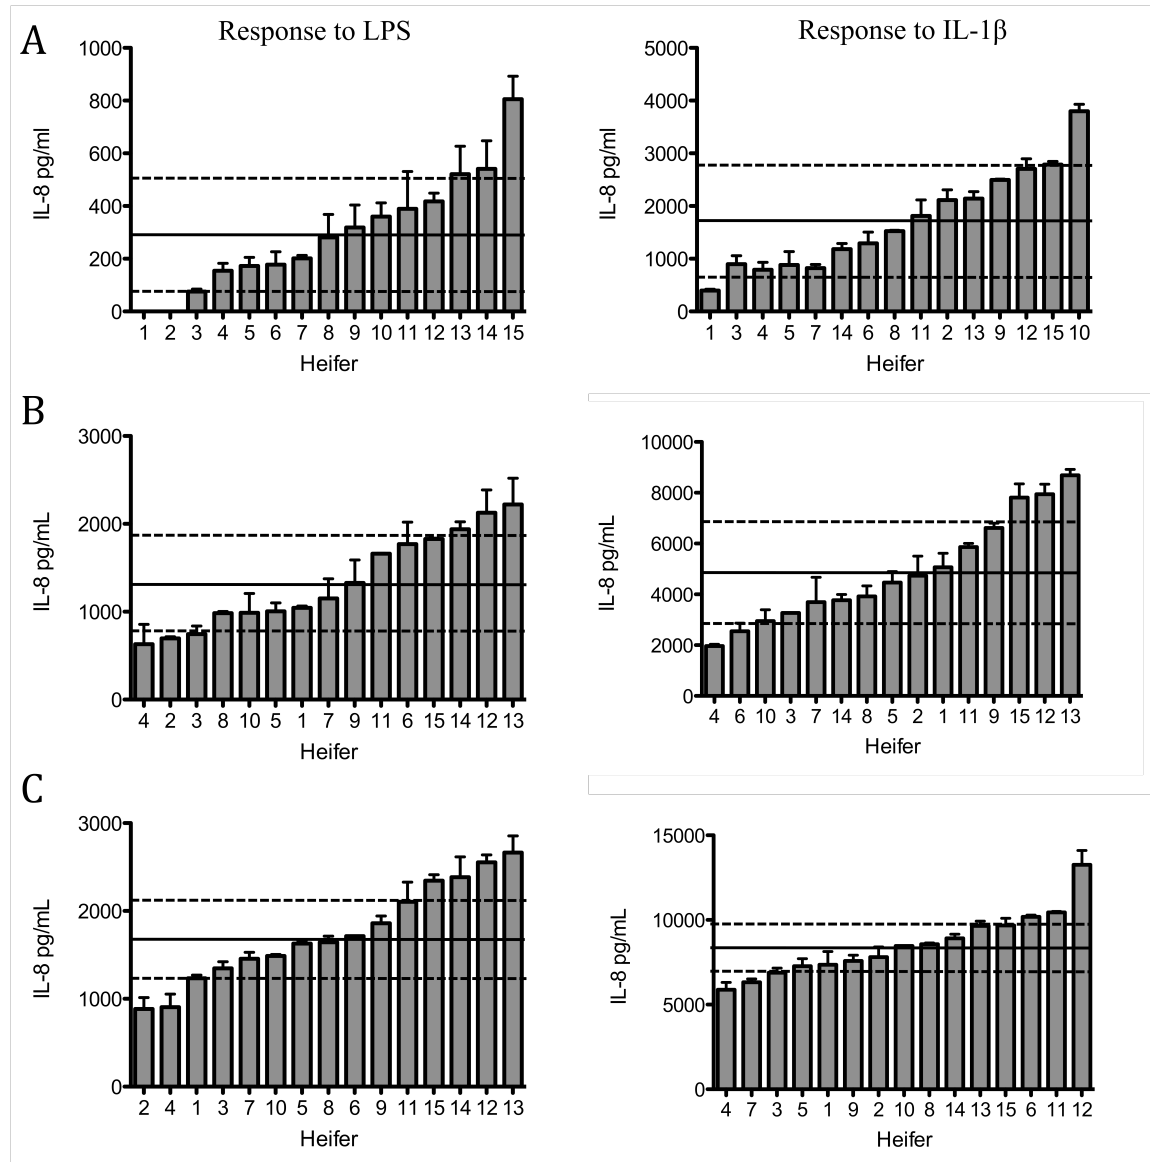 A
Response to LPS
Response to IL-1β
IL-8 pg/ml
1000
800
600
400
200
0
1 2 3 4 5 6 7 8 9 10 11 12 13 14 15
Heifer
IL-8 pg/ml
5000
4000
3000
2000
1000
0
1 3 4 5 7 14 6 8 11 2 13 9 12 15 10
Heifer
B
IL-8 pg/mL
3000
2000
1000
0
4 2 3 8 10 5 1 7 9 11 6 15 14 12 13
Heifer
IL-8 pg/mL
10000
8000
6000
4000
2000
0
4 6 10 3 7 14 8 5 2 1 11 9 15 12 13
Heifer
C
IL-8 pg/mL
3000
2000
1000
0
2 4 1 3 7 10 5 8 6 9 11 15 14 12 13
Heifer
IL-8 pg/mL
15000
10000
5000
0
4 7 3 5 1 9 2 10 8 14 13 15 6 11 12
Heifer